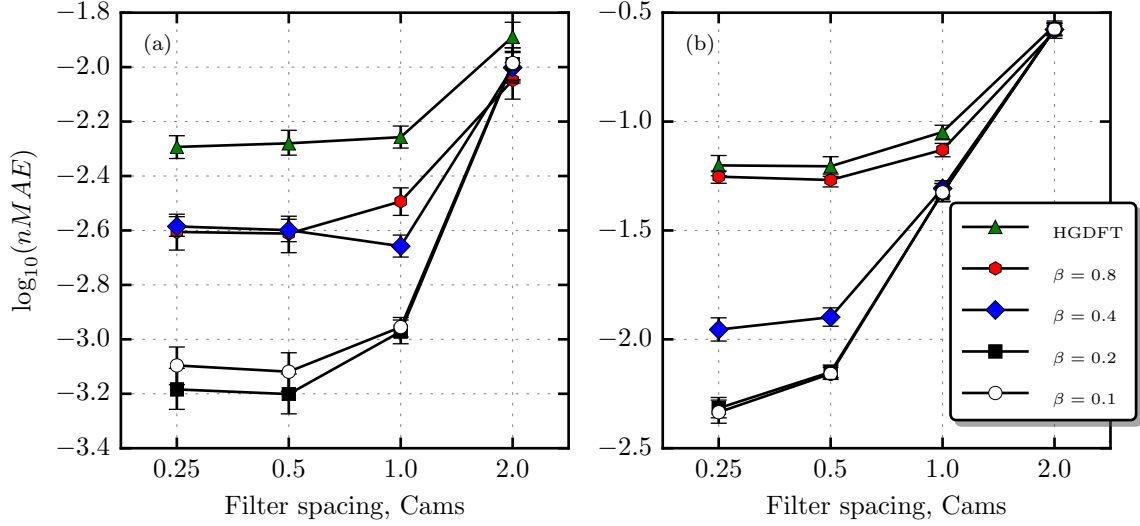 −1.8
−2.0
−2.2
−2.4
−2.6
−2.8
−3.0
−3.2
−3.4
log₁₀(nMAE)
(a)
0.25 0.5 1.0 2.0
Filter spacing, Cams
−0.5
−1.0
−1.5
−2.0
−2.5
(b)
0.25 0.5 1.0 2.0
Filter spacing, Cams
HGDFT
β = 0.8
β = 0.4
β = 0.2
β = 0.1